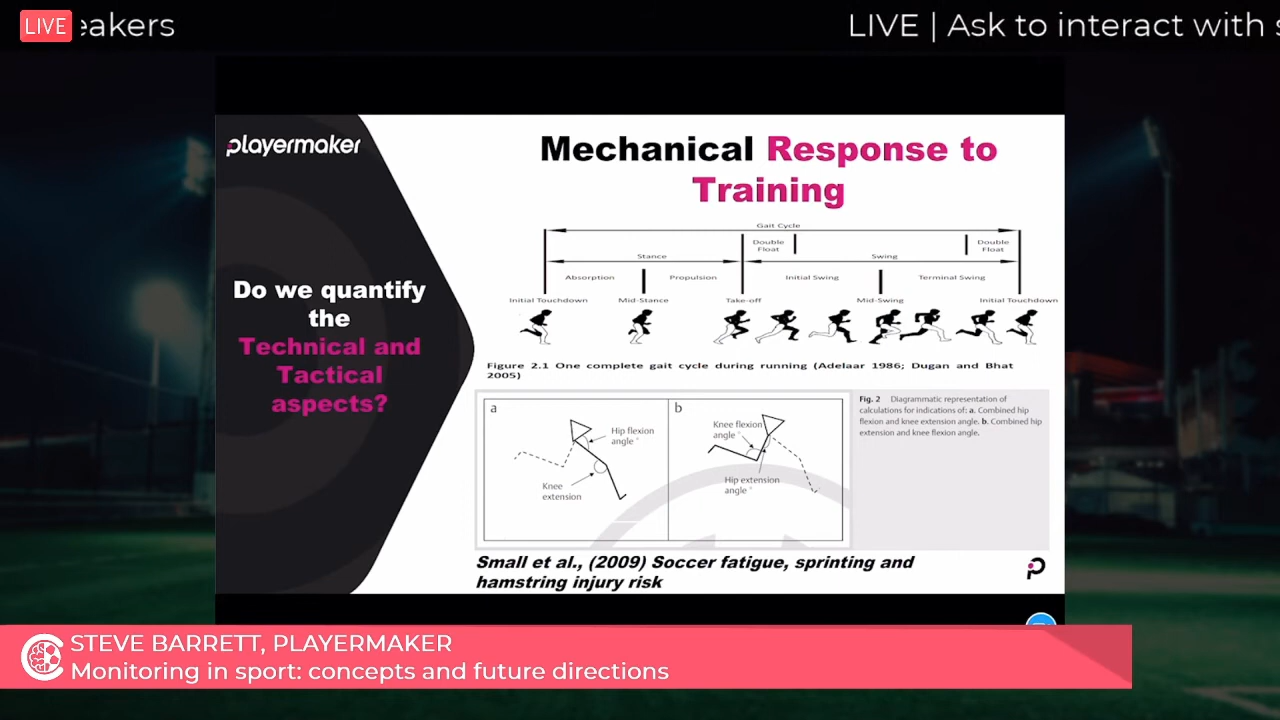 LIVE
eakers
LIVE | Ask to interact with s
playermaker
Mechanical Response to
Training
Do we quantify
the
Technical and
Tactical
aspects?
Gait Cycle
Double
Float
Double
Float
Stance
Swing
Absorption
Propulsion
Initial Swing
Terminal Swing
Initial Touchdown
Mid-Stance
Take-off
Mid-Swing
Initial Touchdown
Figure 2.1 One complete gait cycle during running (Adelaar 1986; Dugan and Bhat
2005)
a
Hip flexion
angle °
Knee
extension
b
Knee flexion
angle °
Hip extension
angle °
Fig. 2 Diagrammatic representation of
calculations for indications of: a. Combined hip
flexion and knee extension angle. b. Combined hip
extension and knee flexion angle.
Small et al., (2009) Soccer fatigue, sprinting and
hamstring injury risk
STEVE BARRETT, PLAYERMAKER
Monitoring in sport: concepts and future directions